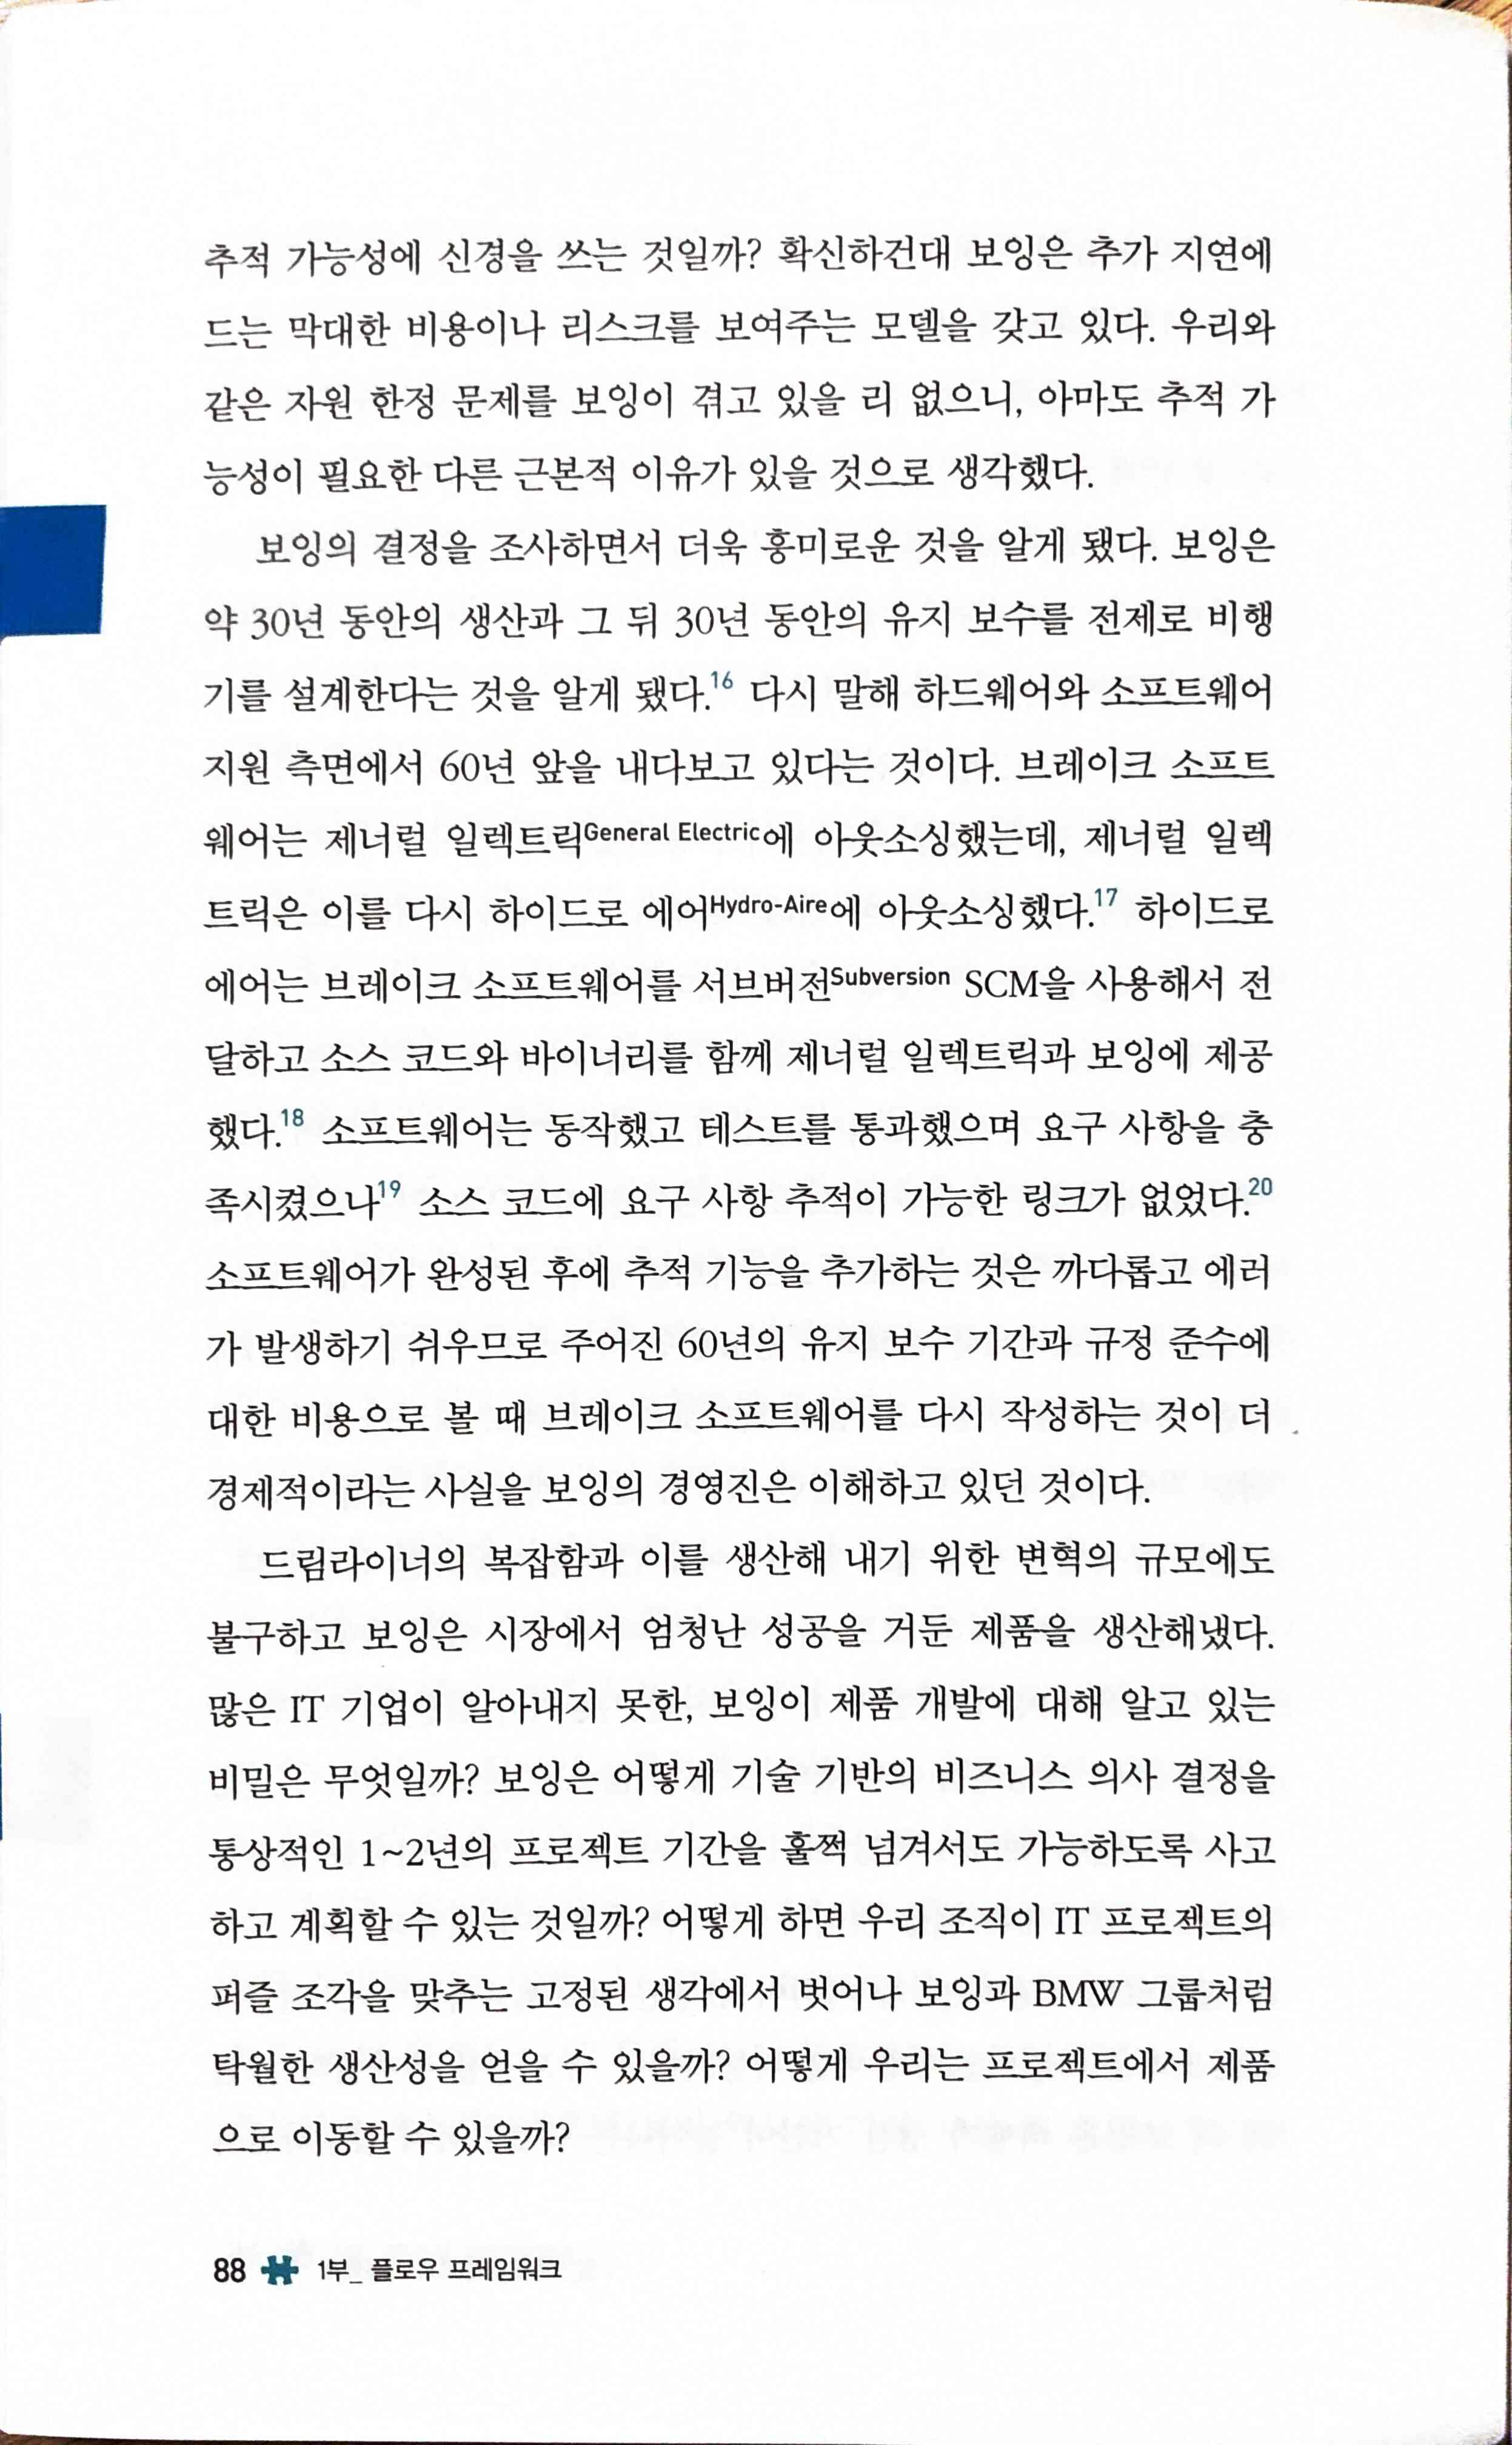 추적 가능성에 신경을 쓰는 것일까? 확신하건대 보잉은 추가 지연에
드는 막대한 비용이나 리스크를 보여주는 모델을 갖고 있다. 우리와
같은 자원 한정 문제를 보잉이 겪고 있을 리 없으니, 아마도 추적 가
능성이 필요한 다른 근본적 이유가 있을 것으로 생각했다.
보잉의 결정을 조사하면서 더욱 흥미로운 것을 알게 됐다. 보잉은
약 30년 동안의 생산과 그 뒤 30년 동안의 유지 보수를 전제로 비행
기를 설계한다는 것을 알게 됐다.16 다시 말해 하드웨어와 소프트웨어
지원 측면에서 60년 앞을 내다보고 있다는 것이다. 브레이크 소프트
웨어는 제너럴 일렉트릭General Electric에 아웃소싱했는데, 제너럴 일렉
트릭은 이를 다시 하이드로 에어Hydro-Aire에 아웃소싱했다.17 하이드로
에어는 브레이크 소프트웨어를 서브버전Subversion SCM을 사용해서 전
달하고 소스 코드와 바이너리를 함께 제너럴 일렉트릭과 보잉에 제공
했다.18 소프트웨어는 동작했고 테스트를 통과했으며 요구 사항을 충
족시켰으나19 소스 코드에 요구 사항 추적이 가능한 링크가 없었다.20
소프트웨어가 완성된 후에 추적 기능을 추가하는 것은 까다롭고 에러
가 발생하기 쉬우므로 주어진 60년의 유지 보수 기간과 규정 준수에
대한 비용으로 볼 때 브레이크 소프트웨어를 다시 작성하는 것이 더
경제적이라는 사실을 보잉의 경영진은 이해하고 있던 것이다.
드림라이너의 복잡함과 이를 생산해 내기 위한 변혁의 규모에도
불구하고 보잉은 시장에서 엄청난 성공을 거둔 제품을 생산해냈다.
많은 IT 기업이 알아내지 못한, 보잉이 제품 개발에 대해 알고 있는
비밀은 무엇일까? 보잉은 어떻게 기술 기반의 비즈니스 의사 결정을
통상적인 1~2년의 프로젝트 기간을 훌쩍 넘겨서도 가능하도록 사고
하고 계획할 수 있는 것일까? 어떻게 하면 우리 조직이 IT 프로젝트의
퍼즐 조각을 맞추는 고정된 생각에서 벗어나 보잉과 BMW 그룹처럼
탁월한 생산성을 얻을 수 있을까? 어떻게 우리는 프로젝트에서 제품
으로 이동할 수 있을까?
88 1부_ 플로우 프레임워크